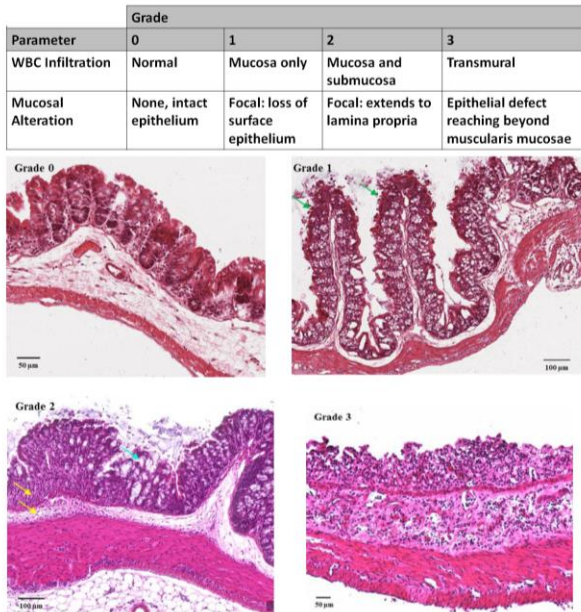 Grade
Parameter 0 1 2 3
WBC Infiltration Normal Mucosa only Mucosa and submucosa Transmural
Mucosal Alteration None, intact epithelium Focal: loss of surface epithelium Focal: extends to lamina propria Epithelial defect reaching beyond muscularis mucosae
Grade 0
50 µm
Grade 1
100 µm
Grade 2
100 µm
Grade 3
50 µm